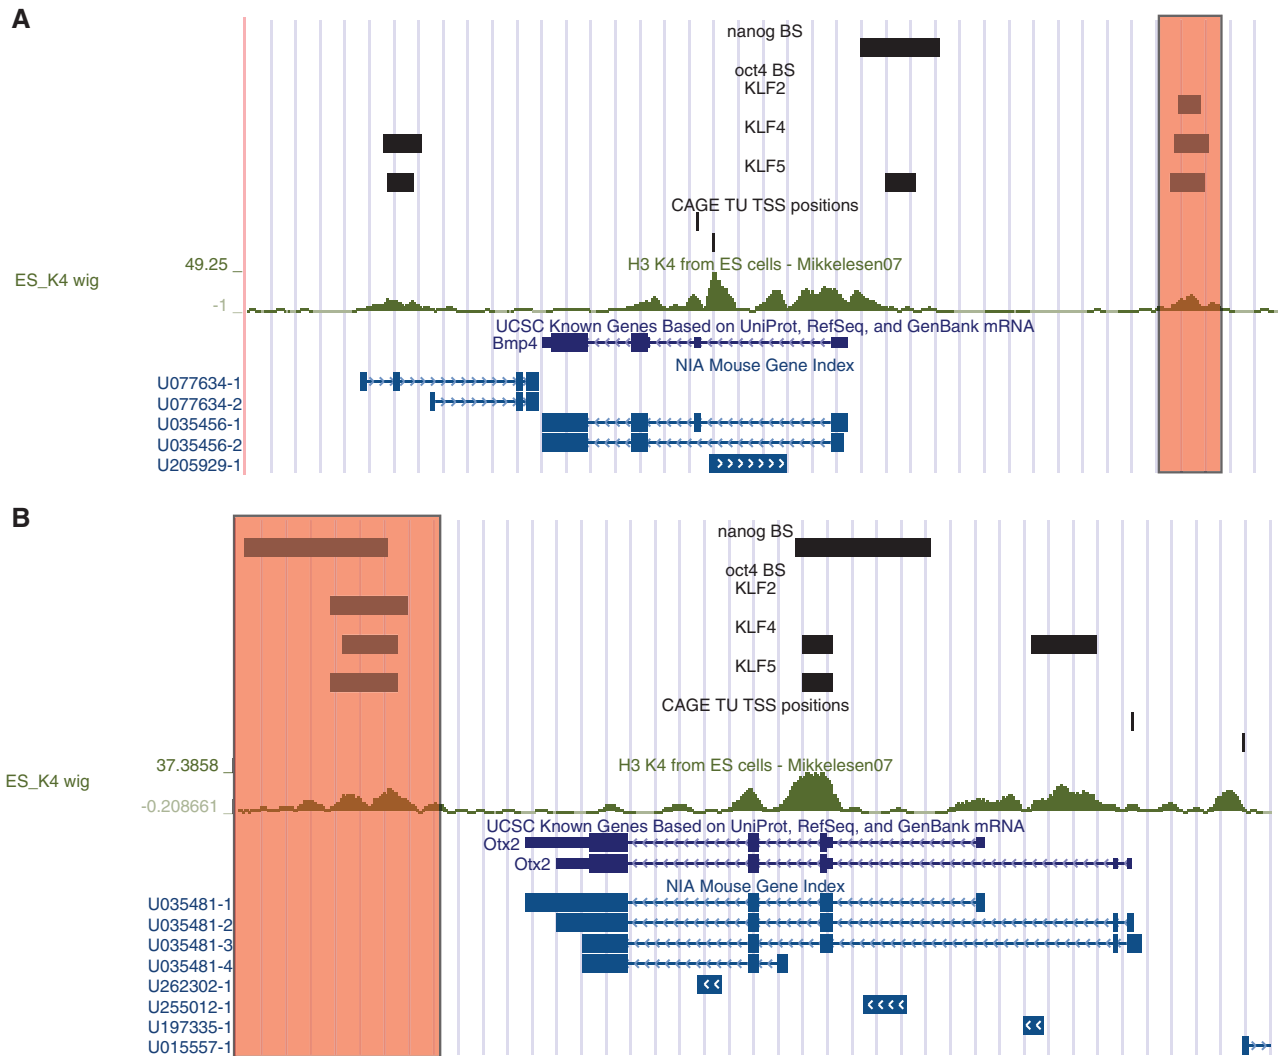 A
nanog BS
oct4 BS
KLF2
KLF4
KLF5
CAGE TU TSS positions
49.25
H3 K4 from ES cells - Mikkelesen07
ES_K4 wig
-1
UCSC Known Genes Based on UniProt, RefSeq, and GenBank mRNA
Bmp4
NIA Mouse Gene Index
U077634-1
U077634-2
U035456-1
U035456-2
U205929-1
B
nanog BS
oct4 BS
KLF2
KLF4
KLF5
CAGE TU TSS positions
37.3858
H3 K4 from ES cells - Mikkelesen07
ES_K4 wig
-0.208661
UCSC Known Genes Based on UniProt, RefSeq, and GenBank mRNA
Otx2
Otx2
NIA Mouse Gene Index
U035481-1
U035481-2
U035481-3
U035481-4
U262302-1
U255012-1
U197335-1
U015557-1